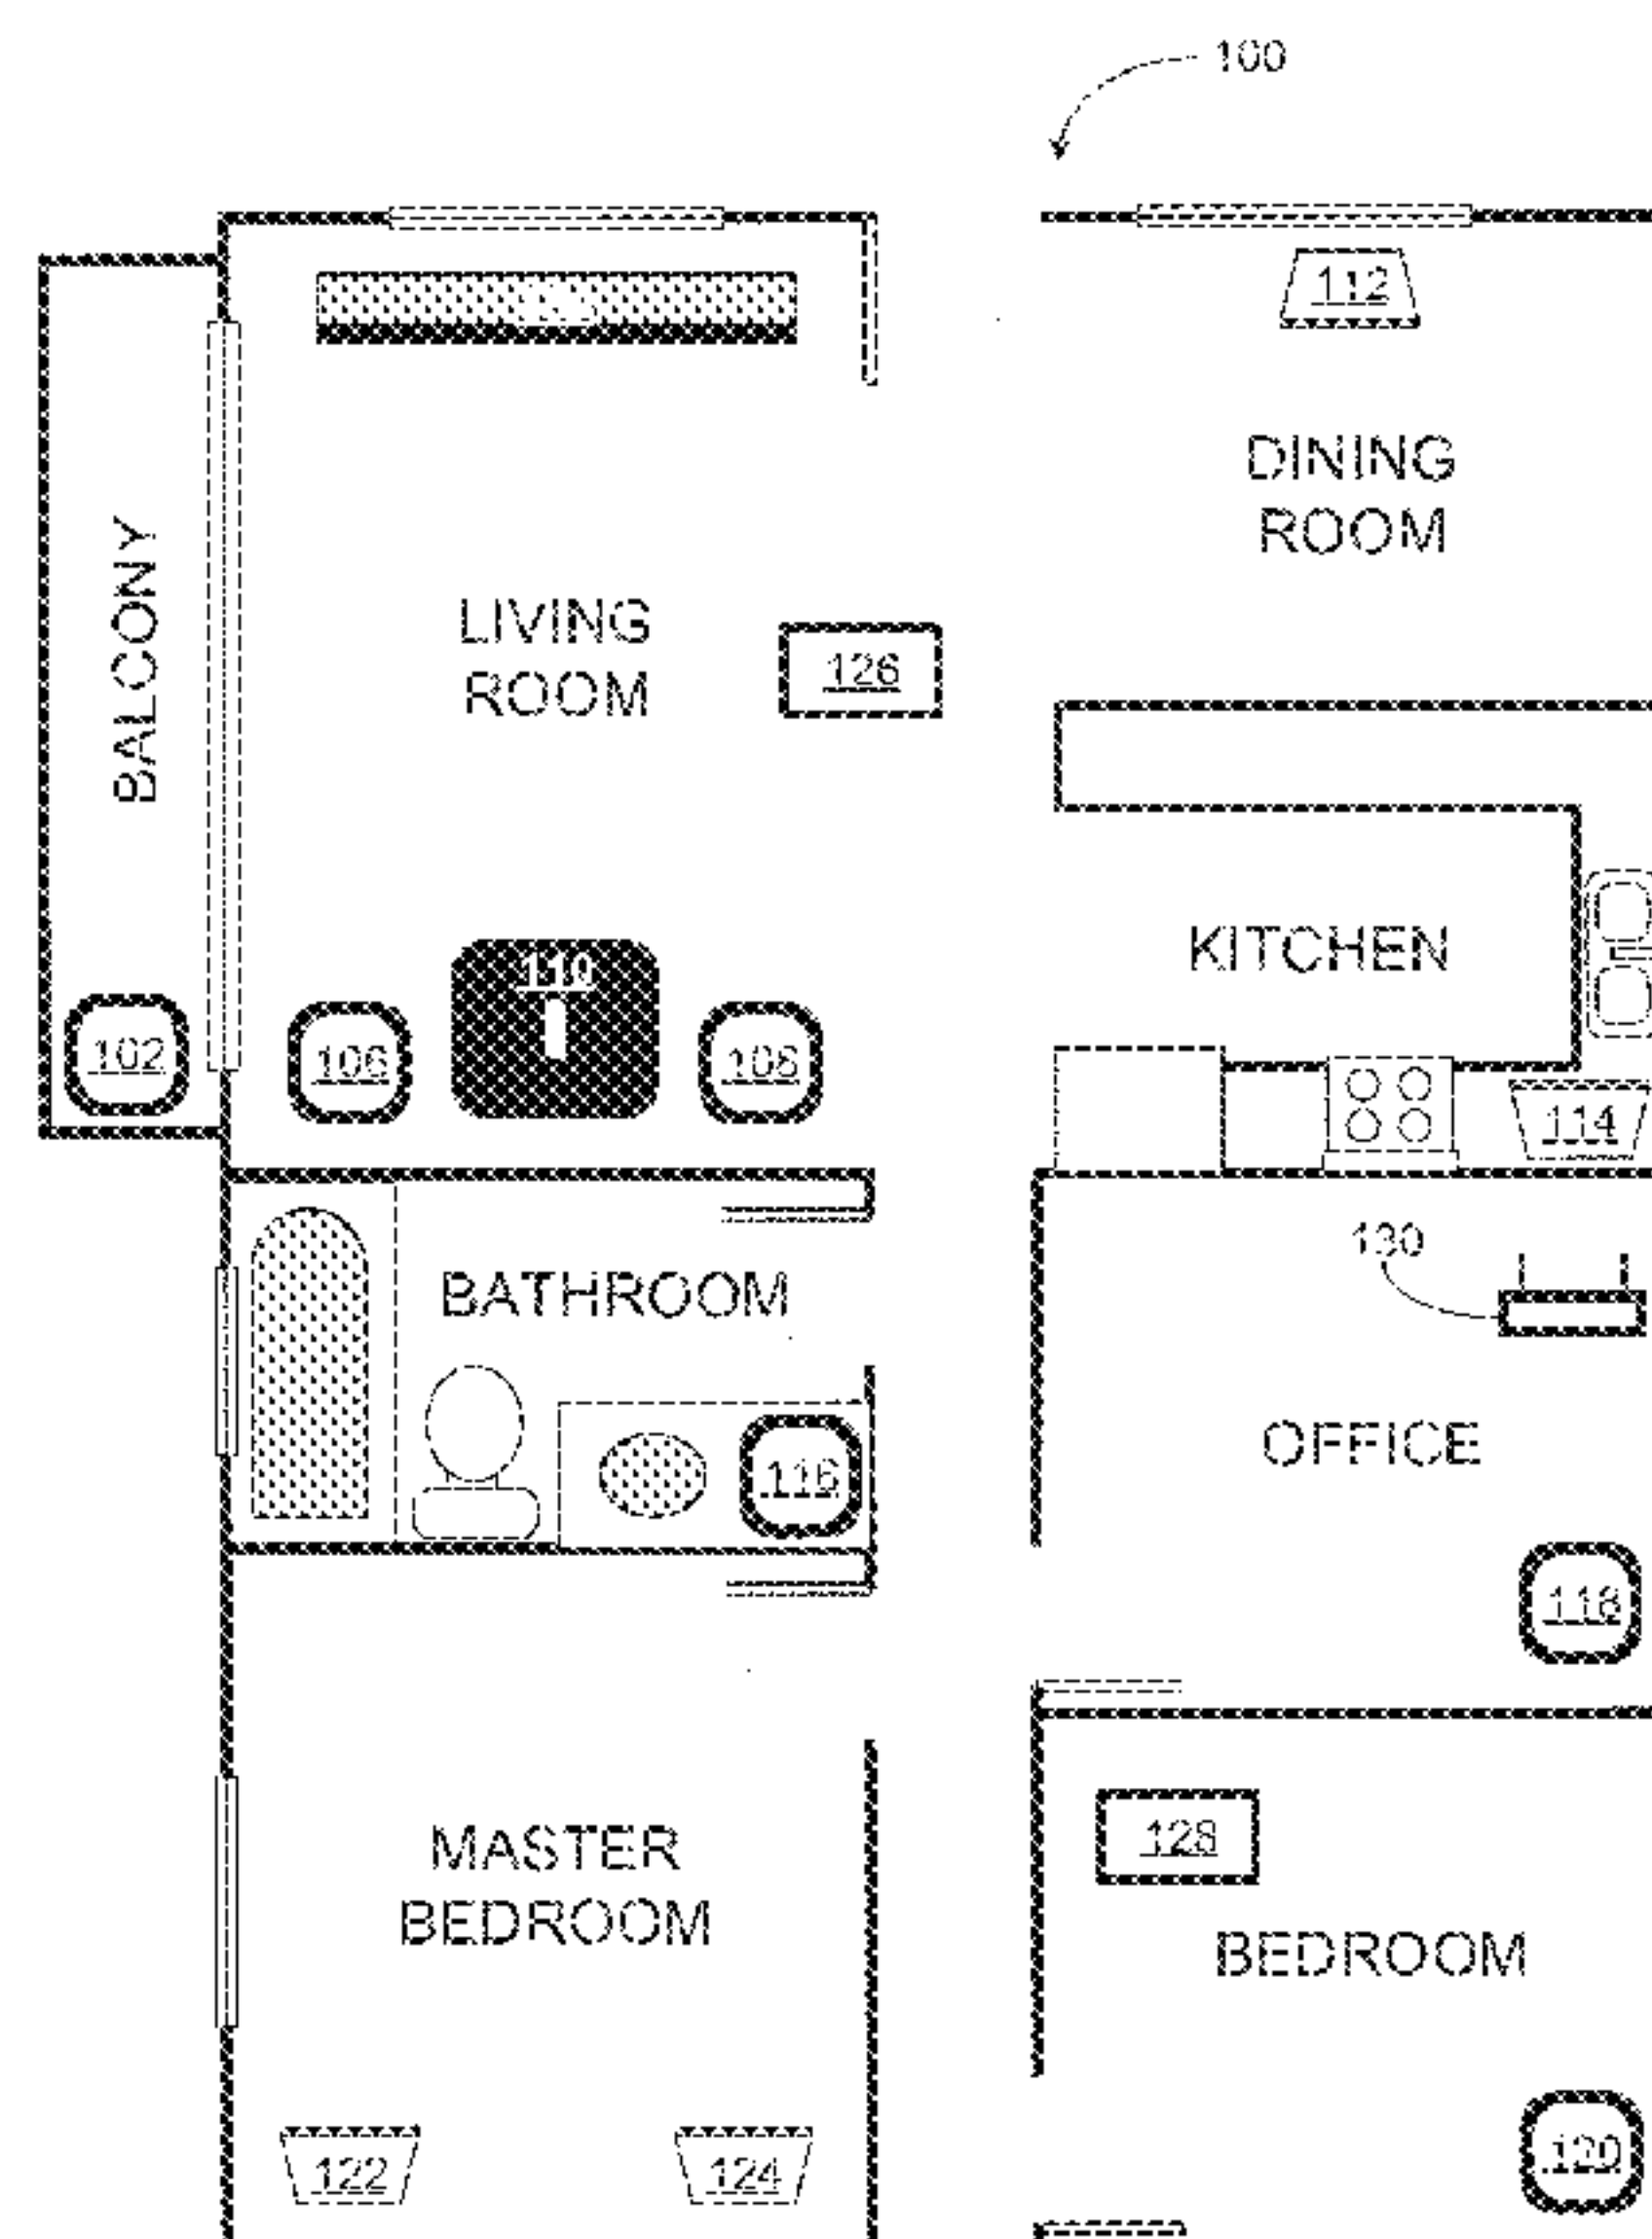 100
112
DINING
ROOM
BALCONY
LIVING
ROOM
126
KITCHEN
110
102
106
108
114
130
BATHROOM
OFFICE
116
118
128
MASTER
BEDROOM
BEDROOM
120
122
124